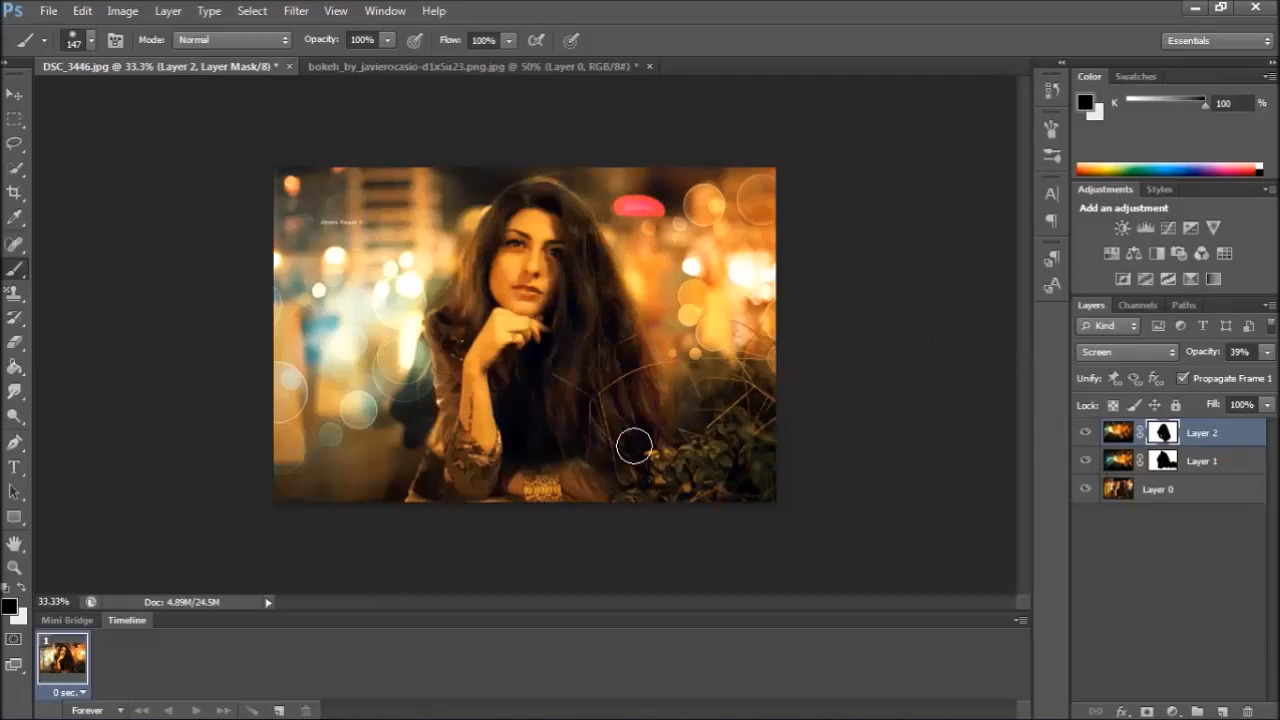 Ps File Edit Image Layer Type Select Filter View Window Help
147 Mode: Normal Opacity: 100% Flow: 100% Essentials
DSC_3446.jpg @ 33.3% (Layer 2, Layer Mask/8) * × bokeh_by_javierocasio-d1x5u23.png.jpg @ 50% (Layer 0, RGB/8#) * ×
Color Swatches
K 100 %
Adjustments Styles
Add an adjustment
Layers Channels Paths
Kind
Screen Opacity: 39%
Unify: Propagate Frame 1
Lock: Fill: 100%
Layer 2
Layer 1
Layer 0
33.33% Doc: 4.89M/24.5M
Mini Bridge Timeline
1
0 sec.
Forever